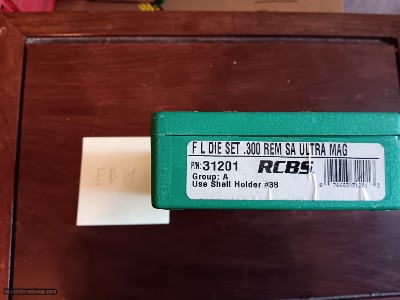 F L DIE SET .300 REM SA ULTRA MAG
P/N: 31201 RCBS
Group: A
Use Shell Holder #38
EB14